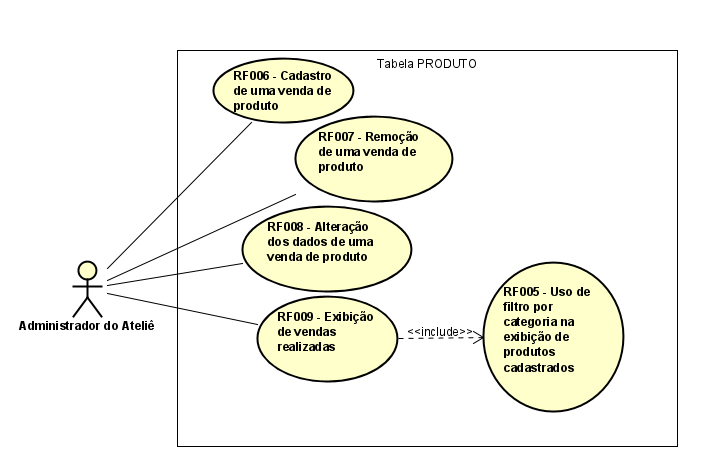 Tabela PRODUTO
RF006 - Cadastro
de uma venda de
produto
RF007 - Remoção
de uma venda de
produto
RF008 - Alteração
dos dados de uma
venda de produto
RF009 - Exibição
de vendas
realizadas
<<include>>
RF005 - Uso de
filtro por
categoria na
exibição de
produtos
cadastrados
Administrador do Ateliê